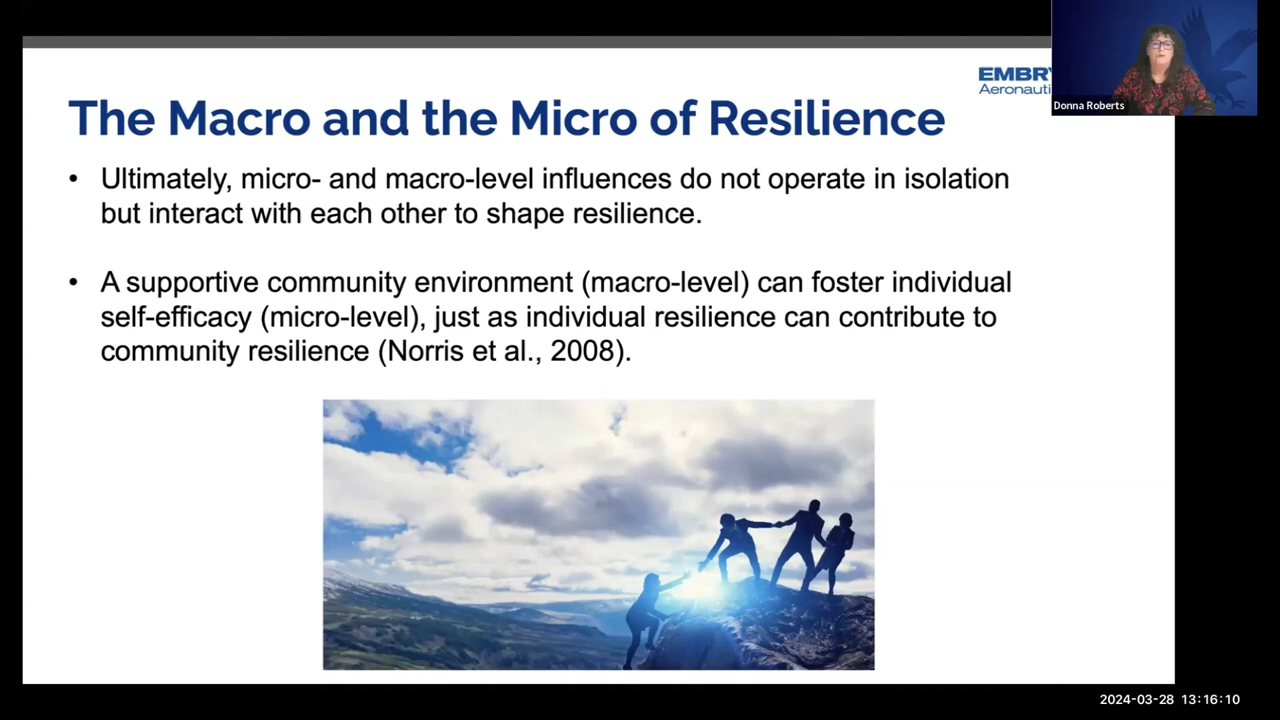 EMBRY
Aeronauti
Donna Roberts
The Macro and the Micro of Resilience
• Ultimately, micro- and macro-level influences do not operate in isolation
but interact with each other to shape resilience.
• A supportive community environment (macro-level) can foster individual
self-efficacy (micro-level), just as individual resilience can contribute to
community resilience (Norris et al., 2008).
2024-03-28 13:16:10